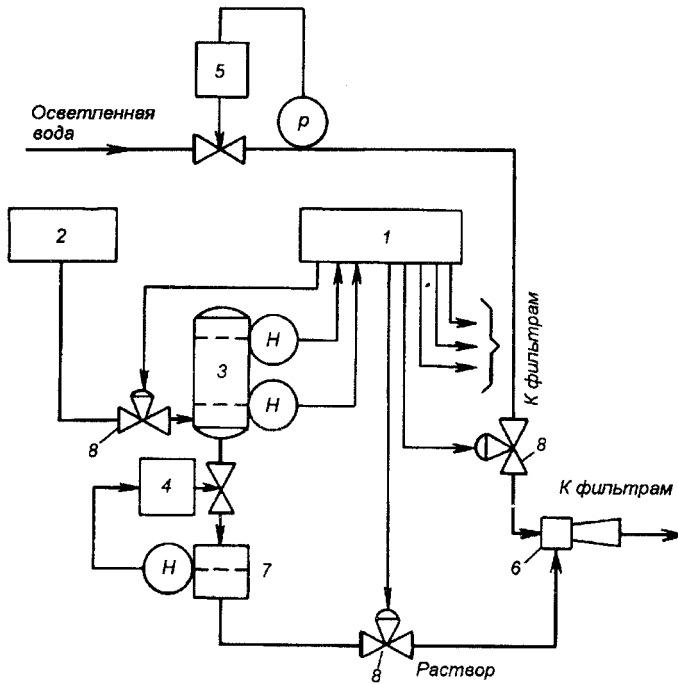 5
Осветленная
вода
p
2
1
H
3
H
К фильтрам
8
8
4
К фильтрам
H
7
6
8
Раствор